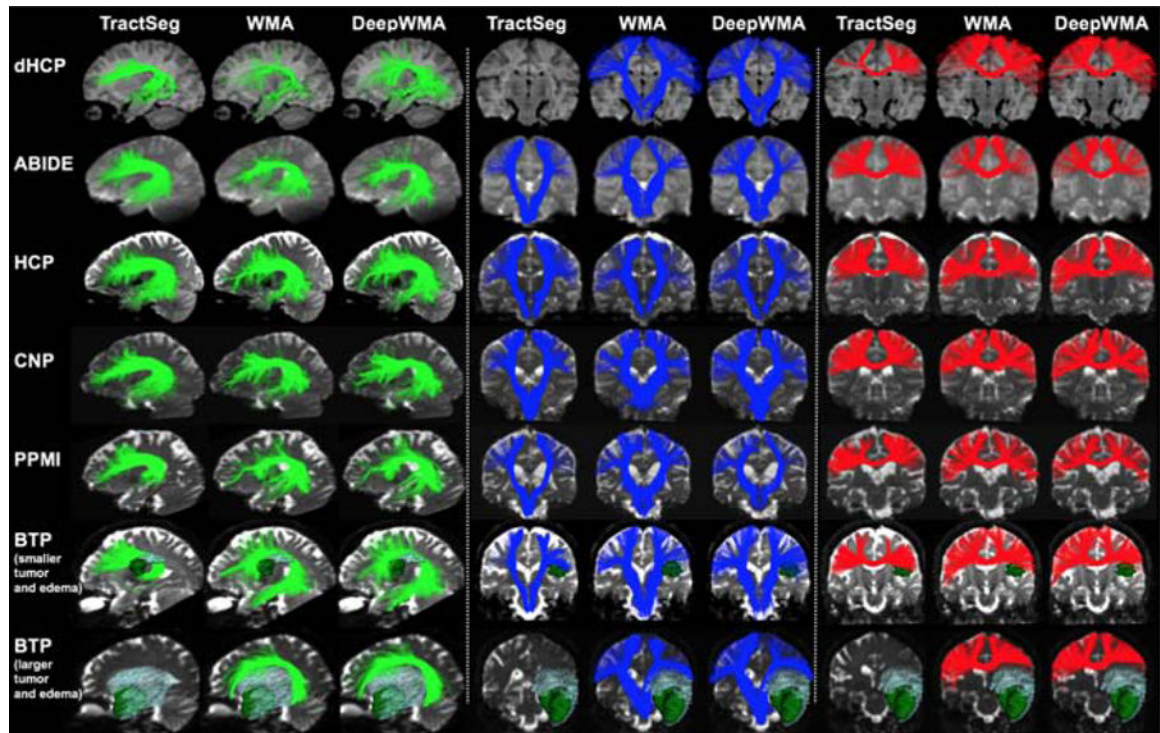 TractSeg WMA DeepWMA TractSeg WMA DeepWMA TractSeg WMA DeepWMA
dHCP
ABIDE
HCP
CNP
PPMI
BTP
(smaller
tumor
and edema)
BTP
(larger
tumor
and edema)